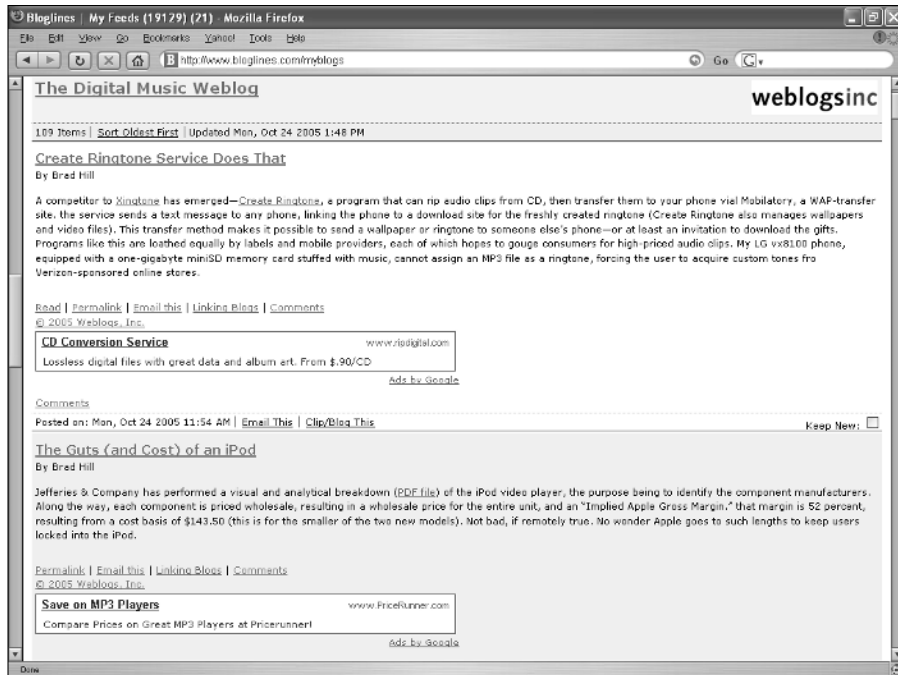 Bloglines | My Feeds (19179) (21) - Mozilla Firefox
File Edit View Go Bookmarks Yahoo! Tools Help
http://www.bloglines.com/myblogs Go
The Digital Music Weblog
weblogsinc
109 Items | Sort Oldest First | Updated Mon, Oct 24 2005 1:48 PM
Create Ringtone Service Does That
By Brad Hill
A competitor to Xingtone has emerged—Create Ringtone, a program that can rip audio clips from CD, then transfer them to your phone vial Mobilatory, a WAP-transfer
site. the service sends a text message to any phone, linking the phone to a download site for the freshly created ringtone (Create Ringtone also manages wallpapers
and video files). This transfer method makes it possible to send a wallpaper or ringtone to someone else's phone—or at least an invitation to download the gifts.
Programs like this are loathed equally by labels and mobile providers, each of which hopes to gouge consumers for high-priced audio clips. My LG vx8100 phone,
equipped with a one-gigabyte miniSD memory card stuffed with music, cannot assign an MP3 file as a ringtone, forcing the user to acquire custom tones fro
Verizon-sponsored online stores.
Read | Permalink | Email this | Linking Blogs | Comments
© 2005 Weblogs, Inc.
CD Conversion Service www.ripdigital.com
Lossless digital files with great data and album art. From $.90/CD
Ads by Google
Comments
Posted on: Mon, Oct 24 2005 11:54 AM | Email This | Clip/Blog This Keep New:
The Guts (and Cost) of an iPod
By Brad Hill
Jefferies & Company has performed a visual and analytical breakdown (PDF file) of the iPod video player, the purpose being to identify the component manufacturers.
Along the way, each component is priced wholesale, resulting in a wholesale price for the entire unit, and an "Implied Apple Gross Margin." that margin is 52 percent,
resulting from a cost basis of $143.50 (this is for the smaller of the two new models). Not bad, if remotely true. No wonder Apple goes to such lengths to keep users
locked into the iPod.
Permalink | Email this | Linking Blogs | Comments
© 2005 Weblogs, Inc.
Save on MP3 Players www.PriceRunner.com
Compare Prices on Great MP3 Players at Pricerunner!
Ads by Google
Done